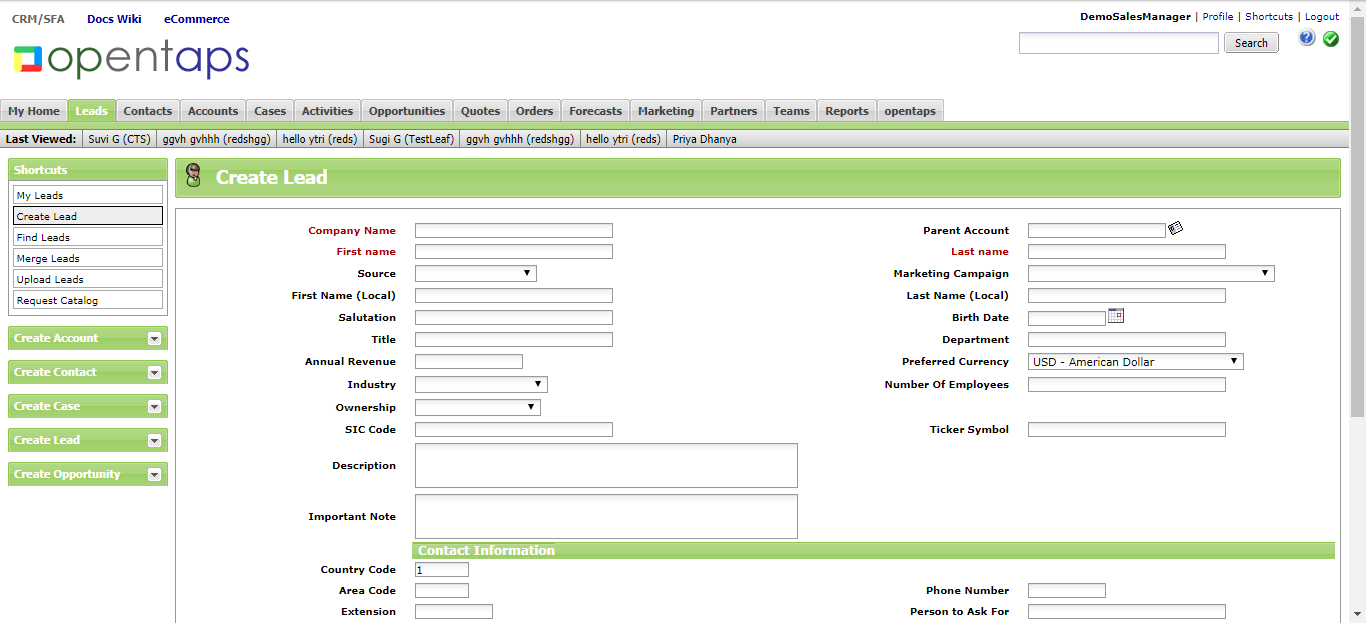 CRM/SFA Docs Wiki eCommerce DemoSalesManager | Profile | Shortcuts | Logout
opentaps Search
My Home Leads Contacts Accounts Cases Activities Opportunities Quotes Orders Forecasts Marketing Partners Teams Reports opentaps
Last Viewed: Suvi G (CTS) ggvh gvhhh (redshgg) hello ytri (reds) Sugi G (TestLeaf) ggvh gvhhh (redshgg) hello ytri (reds) Priya Dhanya
Shortcuts
My Leads
Create Lead
Find Leads
Merge Leads
Upload Leads
Request Catalog
Create Account
Create Contact
Create Case
Create Lead
Create Opportunity
Create Lead
Company Name Parent Account
First name Last name
Source Marketing Campaign
First Name (Local) Last Name (Local)
Salutation Birth Date
Title Department
Annual Revenue Preferred Currency USD - American Dollar
Industry Number Of Employees
Ownership
SIC Code Ticker Symbol
Description
Important Note
Contact Information
Country Code 1
Area Code Phone Number
Extension Person to Ask For